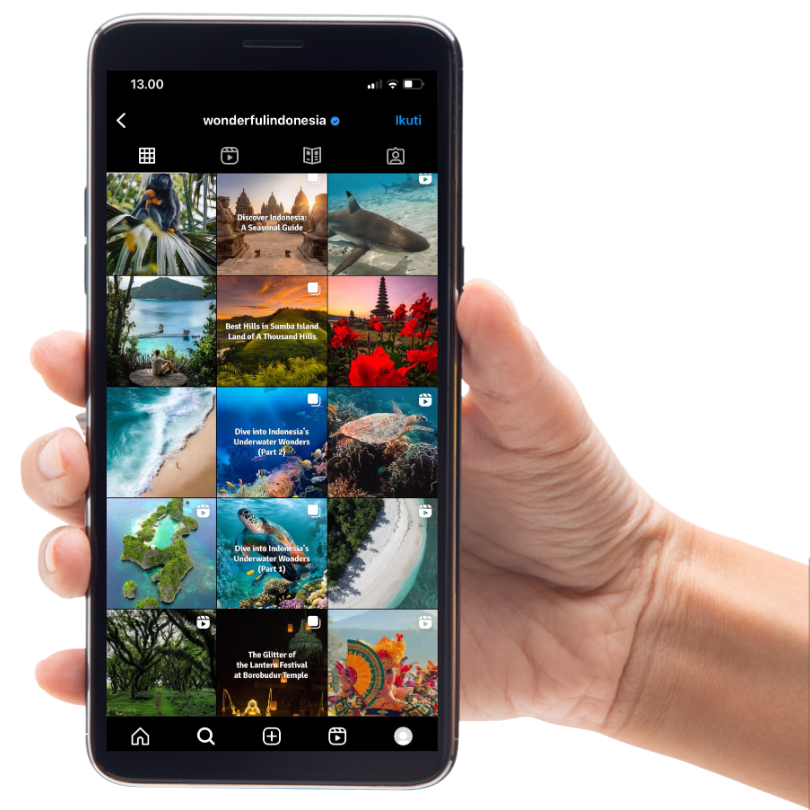 13.00
wonderfulindonesia
Ikuti
Discover Indonesia:
A Seasonal Guide
Best Hills in Sumba Island
Land of A Thousand Hills
Dive into Indonesia's
Underwater Wonders
(Part 2)
Dive into Indonesia's
Underwater Wonders
(Part 1)
The Glitter of
the Lantern Festival
at Borobudur Temple